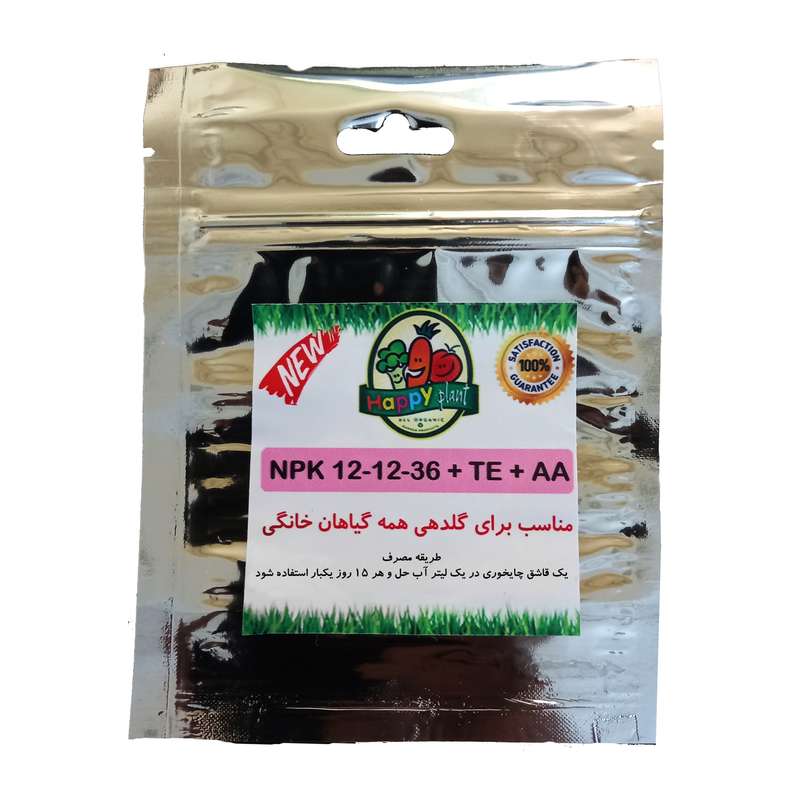 NEW
Happy plant
ALL ORGANIC
SATISFACTION
100%
GUARANTEE
NPK 12-12-36 + TE + AA
مناسب برای گلدهی همه گیاهان خانگی
طریقه مصرف
یک قاشق چایخوری در یک لیتر آب حل و هر ۱۵ روز یکبار استفاده شود